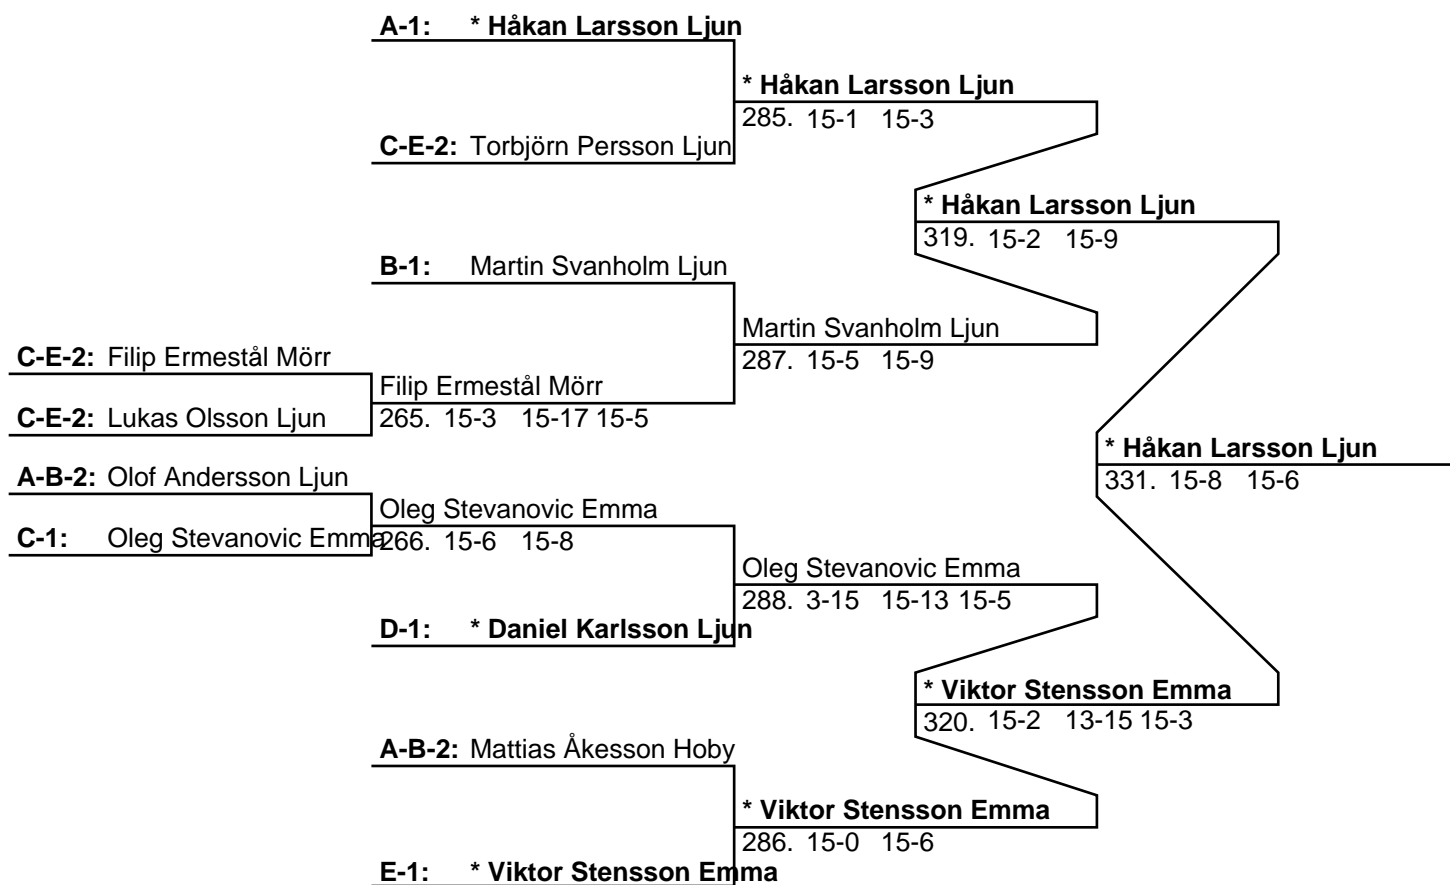 A-1: * Håkan Larsson Ljun
* Håkan Larsson Ljun
285. 15-1 15-3
C-E-2: Torbjörn Persson Ljun
* Håkan Larsson Ljun
319. 15-2 15-9
B-1: Martin Svanholm Ljun
Martin Svanholm Ljun
287. 15-5 15-9
C-E-2: Filip Ermestål Mörr
Filip Ermestål Mörr
265. 15-3 15-17 15-5
C-E-2: Lukas Olsson Ljun
* Håkan Larsson Ljun
331. 15-8 15-6
A-B-2: Olof Andersson Ljun
Oleg Stevanovic Emma
266. 15-6 15-8
C-1: Oleg Stevanovic Emma
Oleg Stevanovic Emma
288. 3-15 15-13 15-5
D-1: * Daniel Karlsson Ljun
* Viktor Stensson Emma
320. 15-2 13-15 15-3
A-B-2: Mattias Åkesson Hoby
* Viktor Stensson Emma
286. 15-0 15-6
E-1: * Viktor Stensson Emma